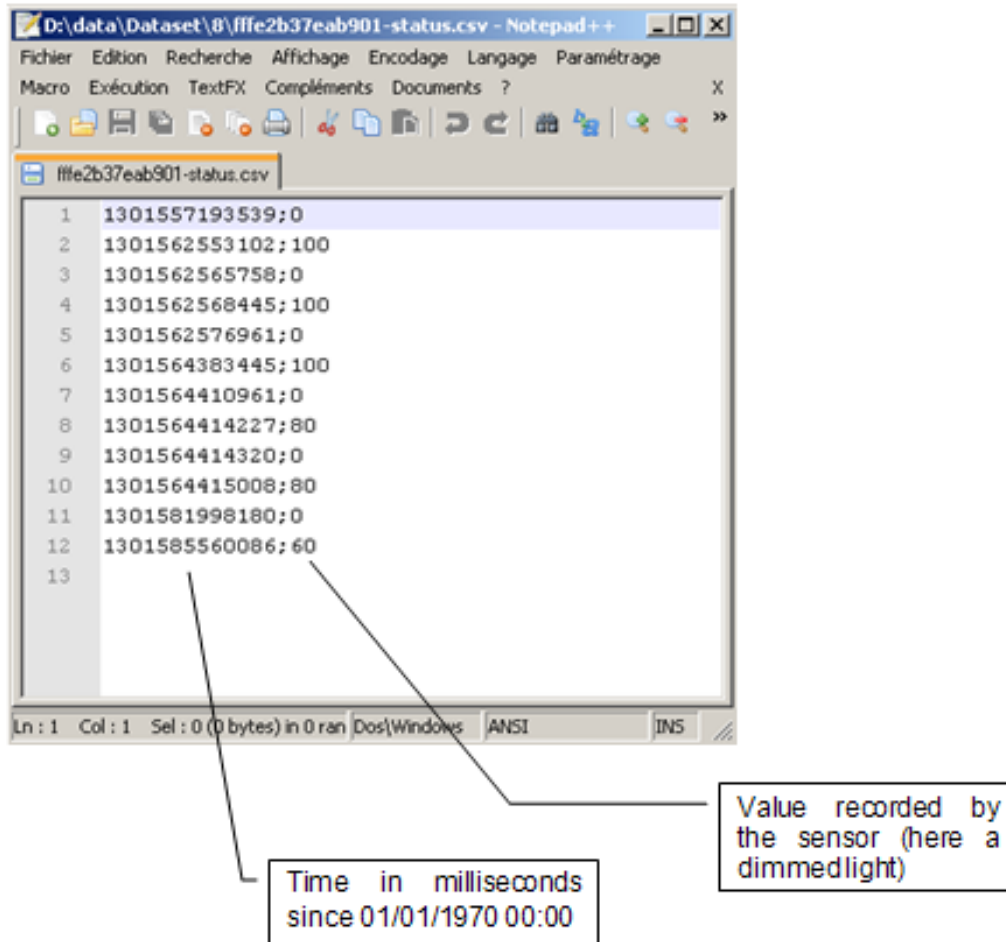 D:\data\Dataset\8\fffe2b37eab901-status.csv - Notepad++
Fichier Edition Recherche Affichage Encodage Langage Paramétrage
Macro Exécution TextFX Compléments Documents ? X
fffe2b37eab901-status.csv
1 1301557193539;0
2 1301562553102;100
3 1301562565758;0
4 1301562568445;100
5 1301562576961;0
6 1301564383445;100
7 1301564410961;0
8 1301564414227;80
9 1301564414320;0
10 1301564415008;80
11 1301581998180;0
12 1301585560086;60
13
Ln : 1 Col : 1 Sel : 0 (0 bytes) in 0 ran Dos\Windows ANSI INS
Value recorded by
the sensor (here a
dimmed light)
Time in milliseconds
since 01/01/1970 00:00